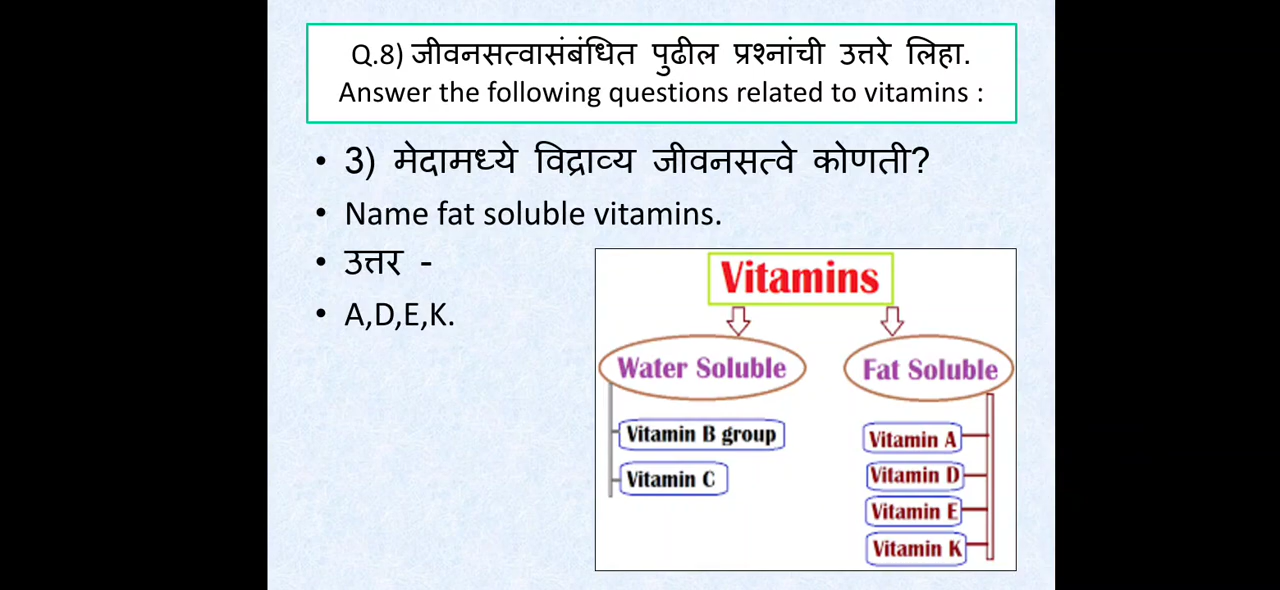 Q.8) जीवनसत्वासंबंधित पुढील प्रश्नांची उत्तरे लिहा.
Answer the following questions related to vitamins :
• 3) मेदामध्ये विद्राव्य जीवनसत्वे कोणती?
• Name fat soluble vitamins.
• उत्तर -
• A,D,E,K.
Vitamins
Water Soluble
Vitamin B group
Vitamin C
Fat Soluble
Vitamin A
Vitamin D
Vitamin E
Vitamin K